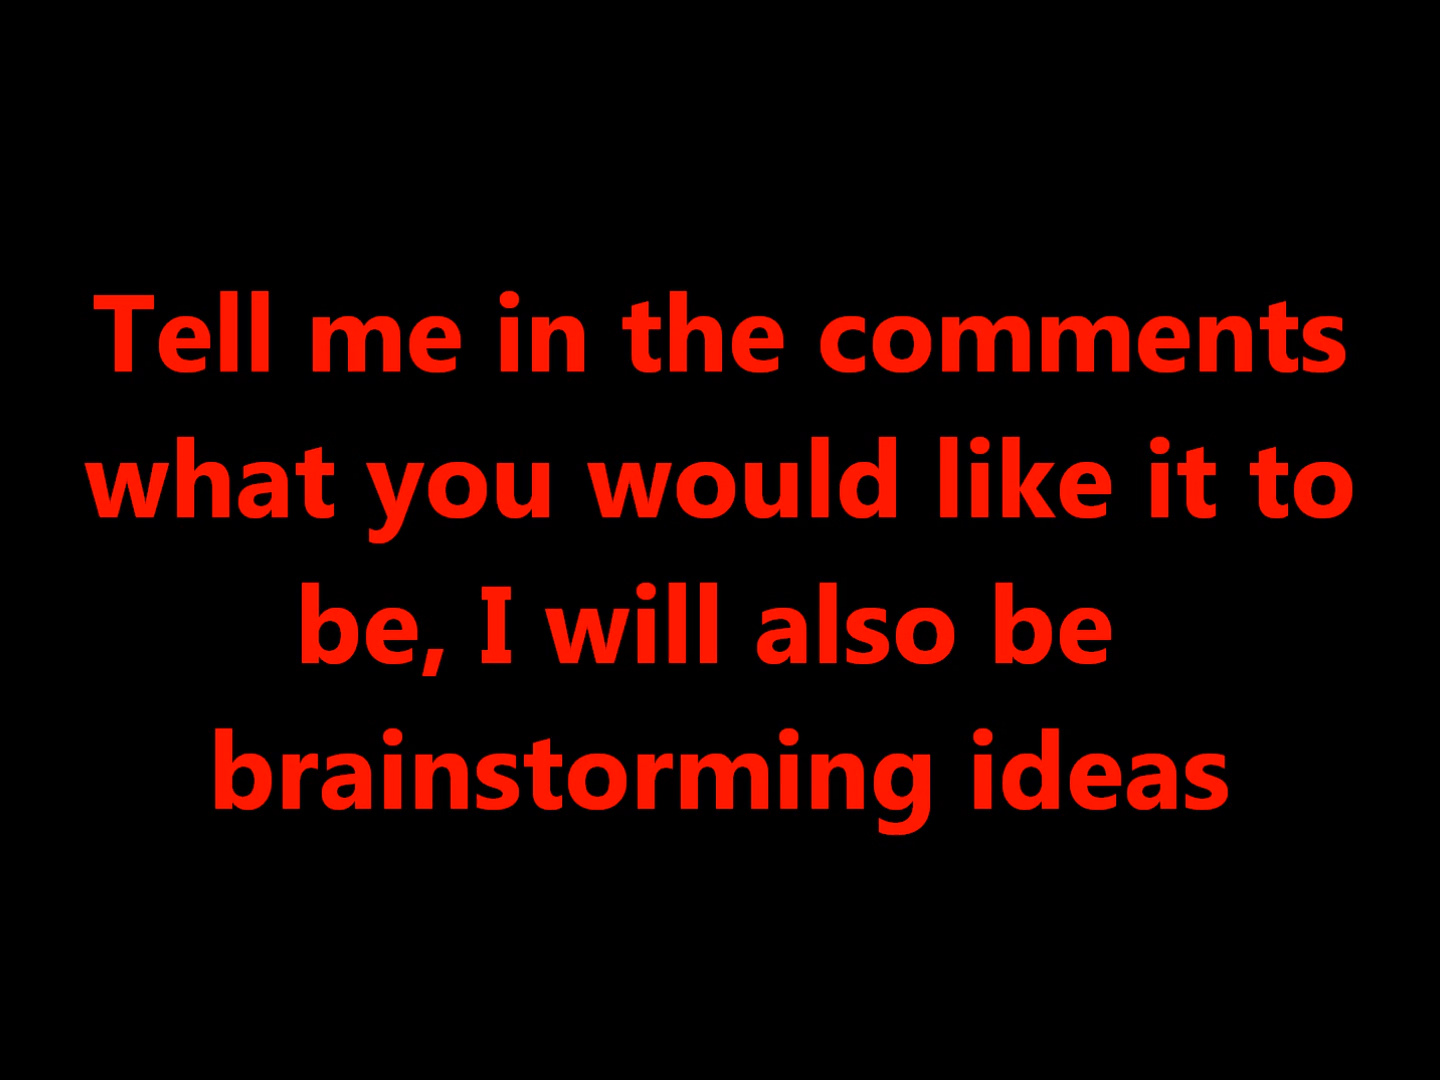 Tell me in the comments
what you would like it to
be, I will also be
brainstorming ideas